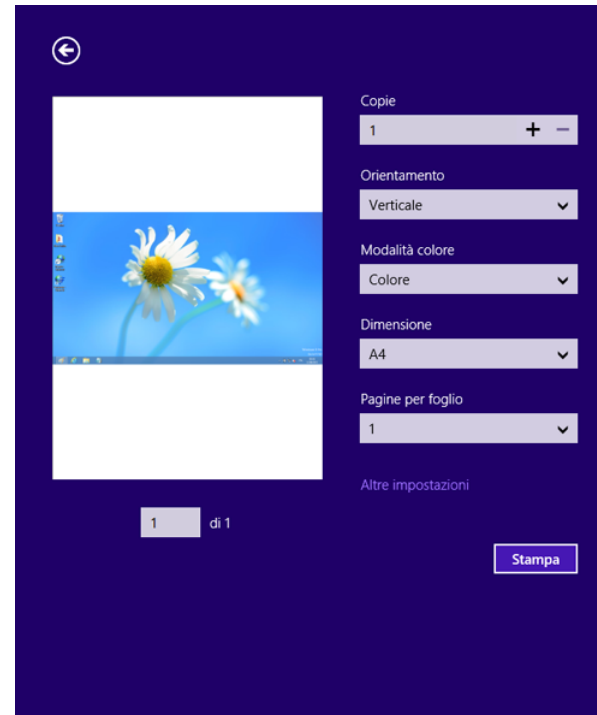 Copie
1
Orientamento
Verticale
Modalità colore
Colore
Dimensione
A4
Pagine per foglio
1
Altre impostazioni
1 di 1
Stampa